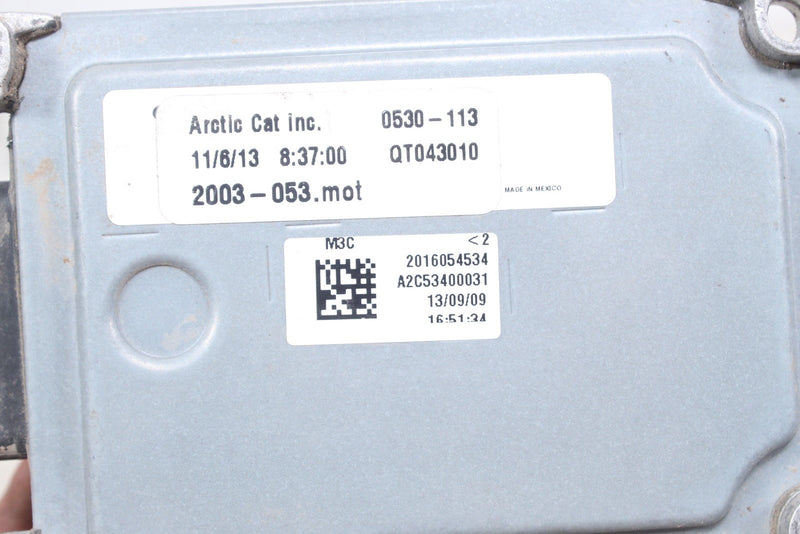 Arctic Cat inc. 0530-113
11/6/13 8:37:00 QT043010
2003-053.mot
MADE IN MEXICO
M3C <2
2016054534
A2C53400031
13/09/09
16:51:34